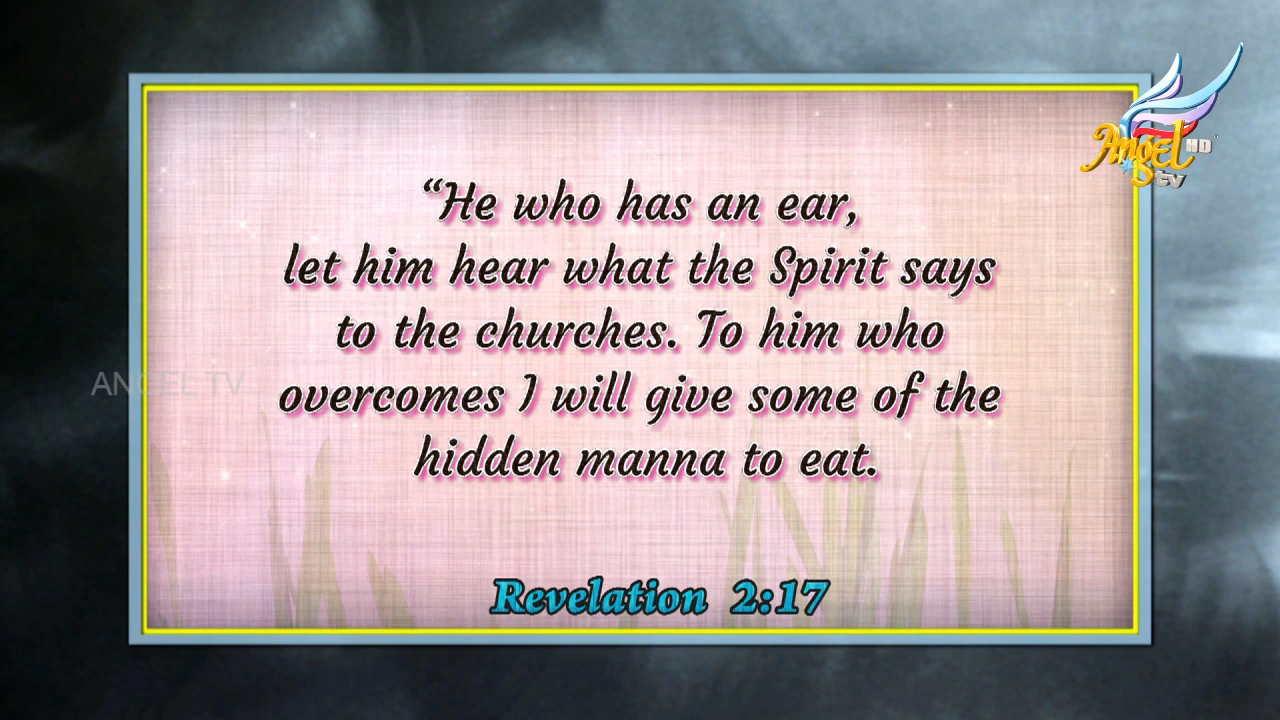 Angel HD
tv
“He who has an ear,
let him hear what the Spirit says
to the churches. To him who
ANGEL TV
overcomes I will give some of the
hidden manna to eat.
Revelation 2:17